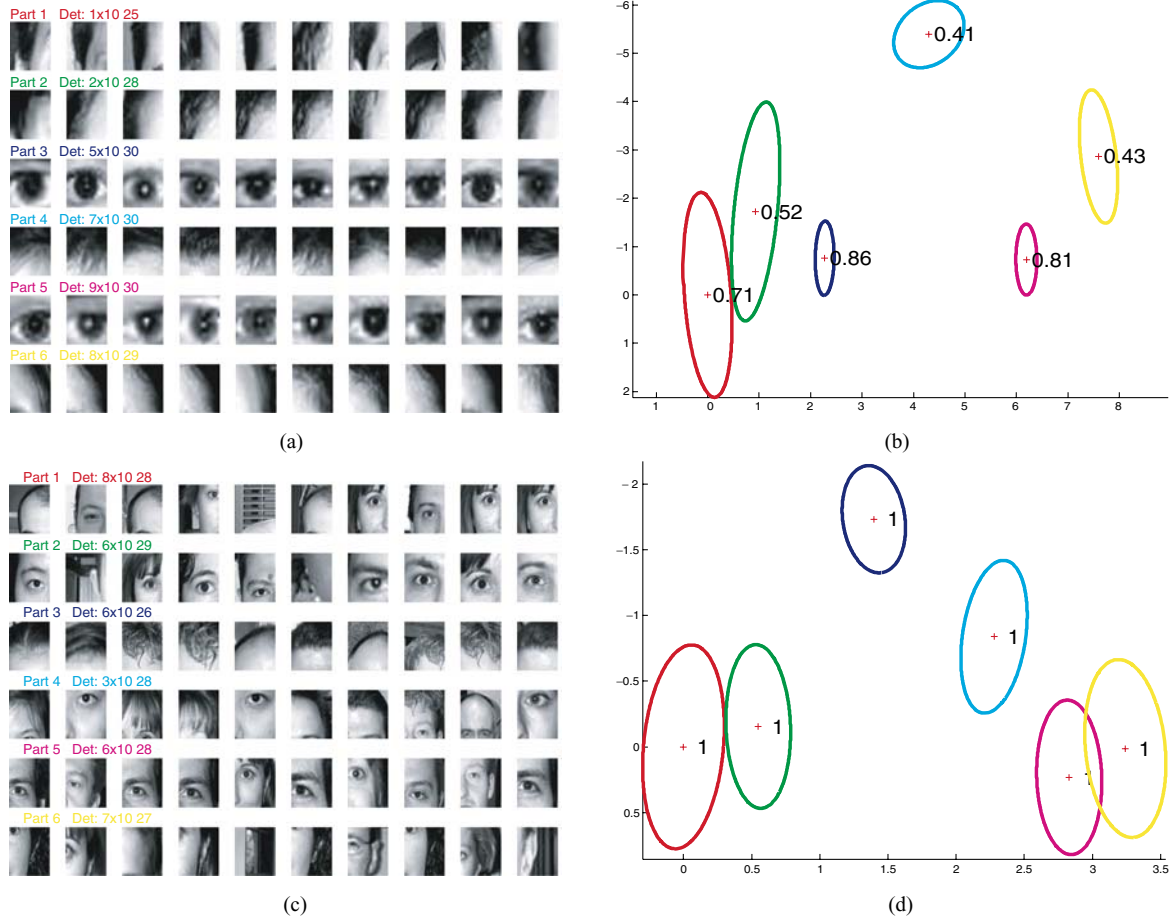 Part 1 Det: 1x10 25
Part 2 Det: 2x10 28
Part 3 Det: 5x10 30
Part 4 Det: 7x10 30
Part 5 Det: 9x10 30
Part 6 Det: 8x10 29
(a)
−6
−5
−4
−3
−2
−1
0
1
2
0.41
0.43
0.52
0.86
0.81
0.71
1 0 1 2 3 4 5 6 7 8
(b)
Part 1 Det: 8x10 28
Part 2 Det: 6x10 29
Part 3 Det: 6x10 26
Part 4 Det: 3x10 28
Part 5 Det: 6x10 28
Part 6 Det: 7x10 27
(c)
−2
−1.5
−1
−0.5
0
0.5
1
1
1
1
1
1
0 0.5 1 1.5 2 2.5 3 3.5
(d)